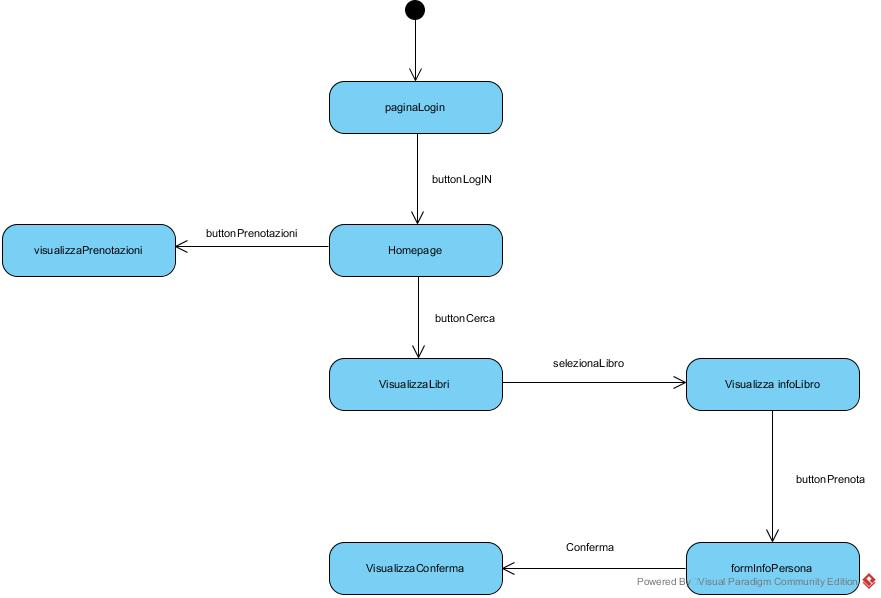 paginaLogin
buttonLogIN
buttonPrenotazioni
visualizzaPrenotazioni
Homepage
buttonCerca
selezionaLibro
VisualizzaLibri
Visualizza infoLibro
buttonPrenota
Conferma
VisualizzaConferma
formInfoPersona
Powered By Visual Paradigm Community Edition